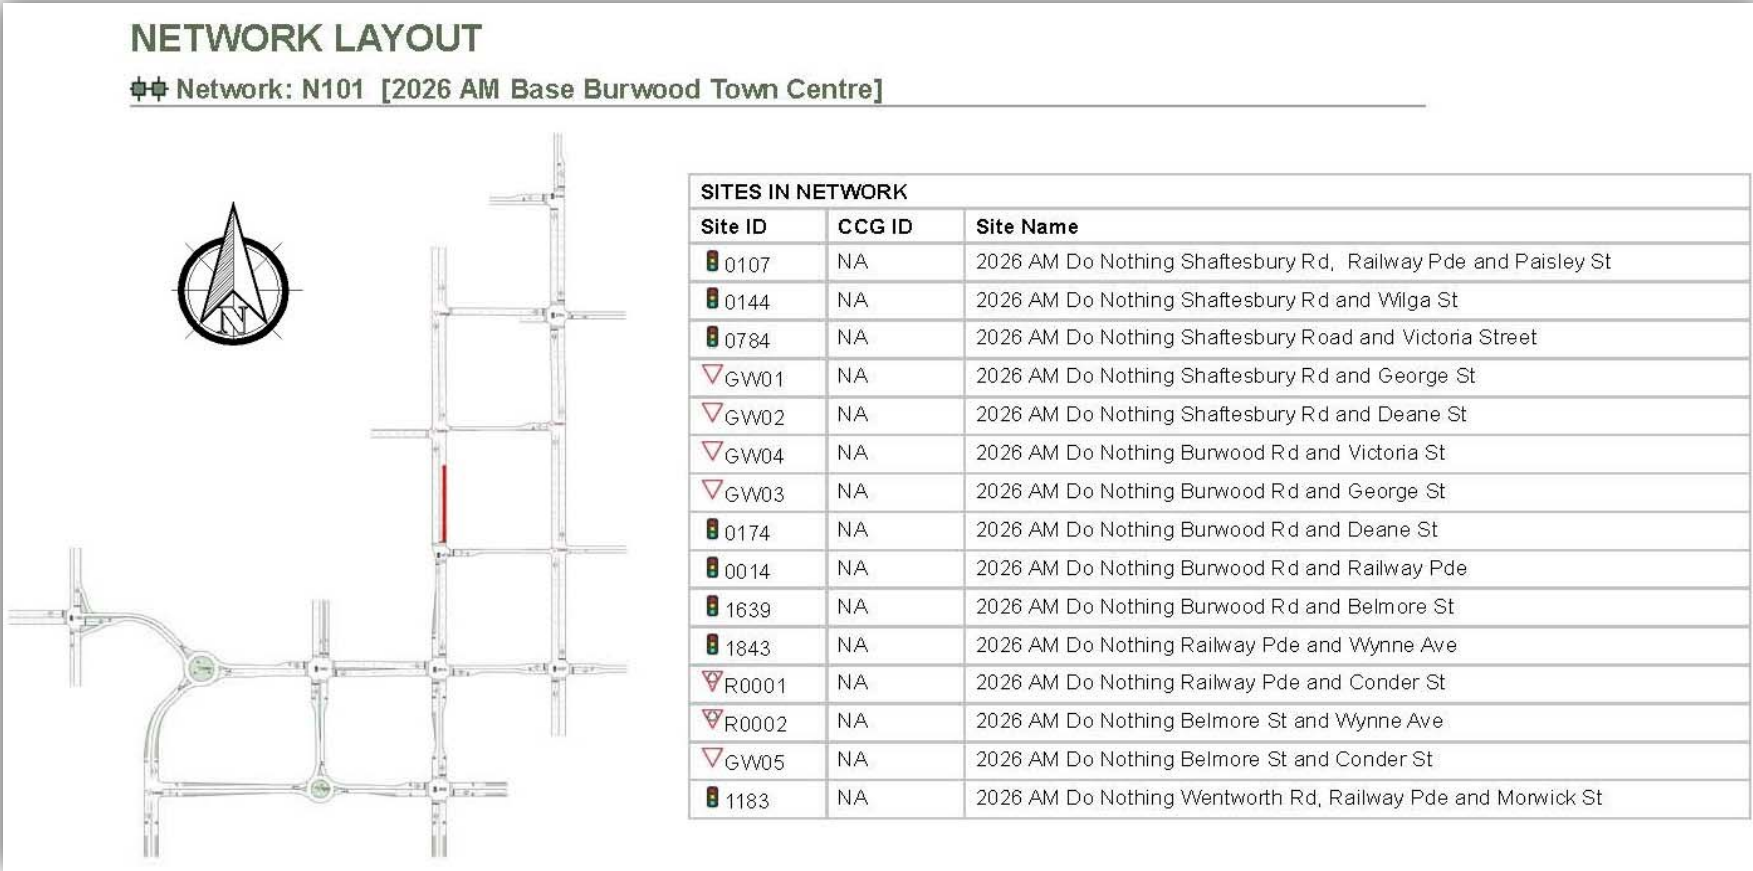 NETWORK LAYOUT
Network: N101 [2026 AM Base Burwood Town Centre]
N
SITES IN NETWORK
Site ID CCG ID Site Name
0107 NA 2026 AM Do Nothing Shaftesbury Rd, Railway Pde and Paisley St
0144 NA 2026 AM Do Nothing Shaftesbury Rd and Wilga St
0784 NA 2026 AM Do Nothing Shaftesbury Road and Victoria Street
GW01 NA 2026 AM Do Nothing Shaftesbury Rd and George St
GW02 NA 2026 AM Do Nothing Shaftesbury Rd and Deane St
GW04 NA 2026 AM Do Nothing Burwood Rd and Victoria St
GW03 NA 2026 AM Do Nothing Burwood Rd and George St
0174 NA 2026 AM Do Nothing Burwood Rd and Deane St
0014 NA 2026 AM Do Nothing Burwood Rd and Railway Pde
1639 NA 2026 AM Do Nothing Burwood Rd and Belmore St
1843 NA 2026 AM Do Nothing Railway Pde and Wynne Ave
R0001 NA 2026 AM Do Nothing Railway Pde and Conder St
R0002 NA 2026 AM Do Nothing Belmore St and Wynne Ave
GW05 NA 2026 AM Do Nothing Belmore St and Conder St
1183 NA 2026 AM Do Nothing Wentworth Rd, Railway Pde and Morwick St